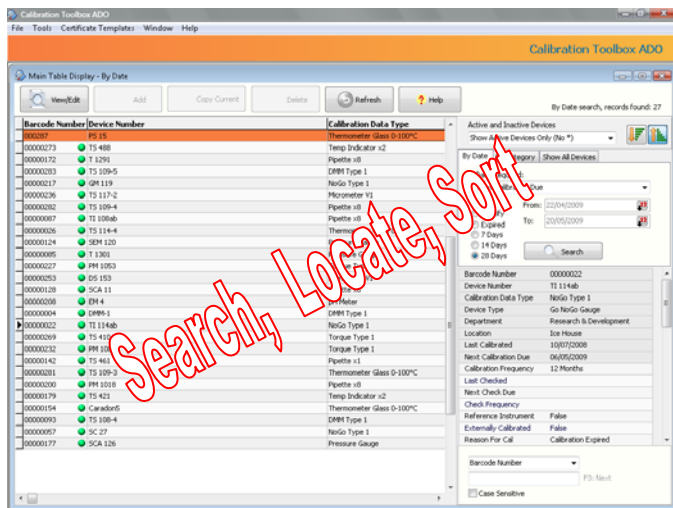 Calibration Toolbox ADO
File Tools Certificate Templates Window Help
Calibration Toolbox ADO
Main Table Display - By Date
View/Edit Add Copy Current Delete Refresh ? Help
By Date search, records found: 27
Barcode Number Device Number Calibration Data Type
000287 PS 15 Thermometer Glass 0-100°C
00000273 TS 488 Temp Indicator x2
00000172 T 1291 Pipette x8
00000283 TS 109-5 DMM Type 1
00000217 GM 119 NoGo Type 1
00000236 TS 117-2 Micrometer V1
00000282 TS 109-4 Pipette x8
00000087 TI 108ab Pipette x8
00000026 TS 114-4
00000124 SEM 120
00000085 T 1301
00000227 PM 1053
00000253 DS 153
00000128 SCA 11
00000208 EM 4 pH Meter
00000004 DMM-1 DMM Type 1
00000022 TI 114ab NoGo Type 1
00000269 TS 410 Torque Type 1
00000232 PM 10 Torque Type 1
00000142 TS 461 Pipette x1
00000281 TS 109-3 Thermometer Glass 0-100°C
00000200 PM 1018 Pipette x8
00000179 TS 421 Temp Indicator x2
00000154 Caradon5 Thermometer Glass 0-100°C
00000093 TS 108-4 DMM Type 1
00000057 SC 27 NoGo Type 1
00000177 SCA 126 Pressure Gauge
Search, Locate, Sort
Active and Inactive Devices
Show Active Devices Only (No *)
By Date Category Show All Devices
Due
From: 22/04/2009
Expired To: 20/05/2009
7 Days
14 Days
28 Days Search
Barcode Number 00000022
Device Number TI 114ab
Calibration Data Type NoGo Type 1
Device Type Go NoGo Gauge
Department Research & Development
Location Ice House
Last Calibrated 10/07/2008
Next Calibration Due 06/05/2009
Calibration Frequency 12 Months
Last Checked
Next Check Due
Check Frequency
Reference Instrument False
Externally Calibrated False
Reason For Cal Calibration Expired
Barcode Number
F3: Next
Case Sensitive